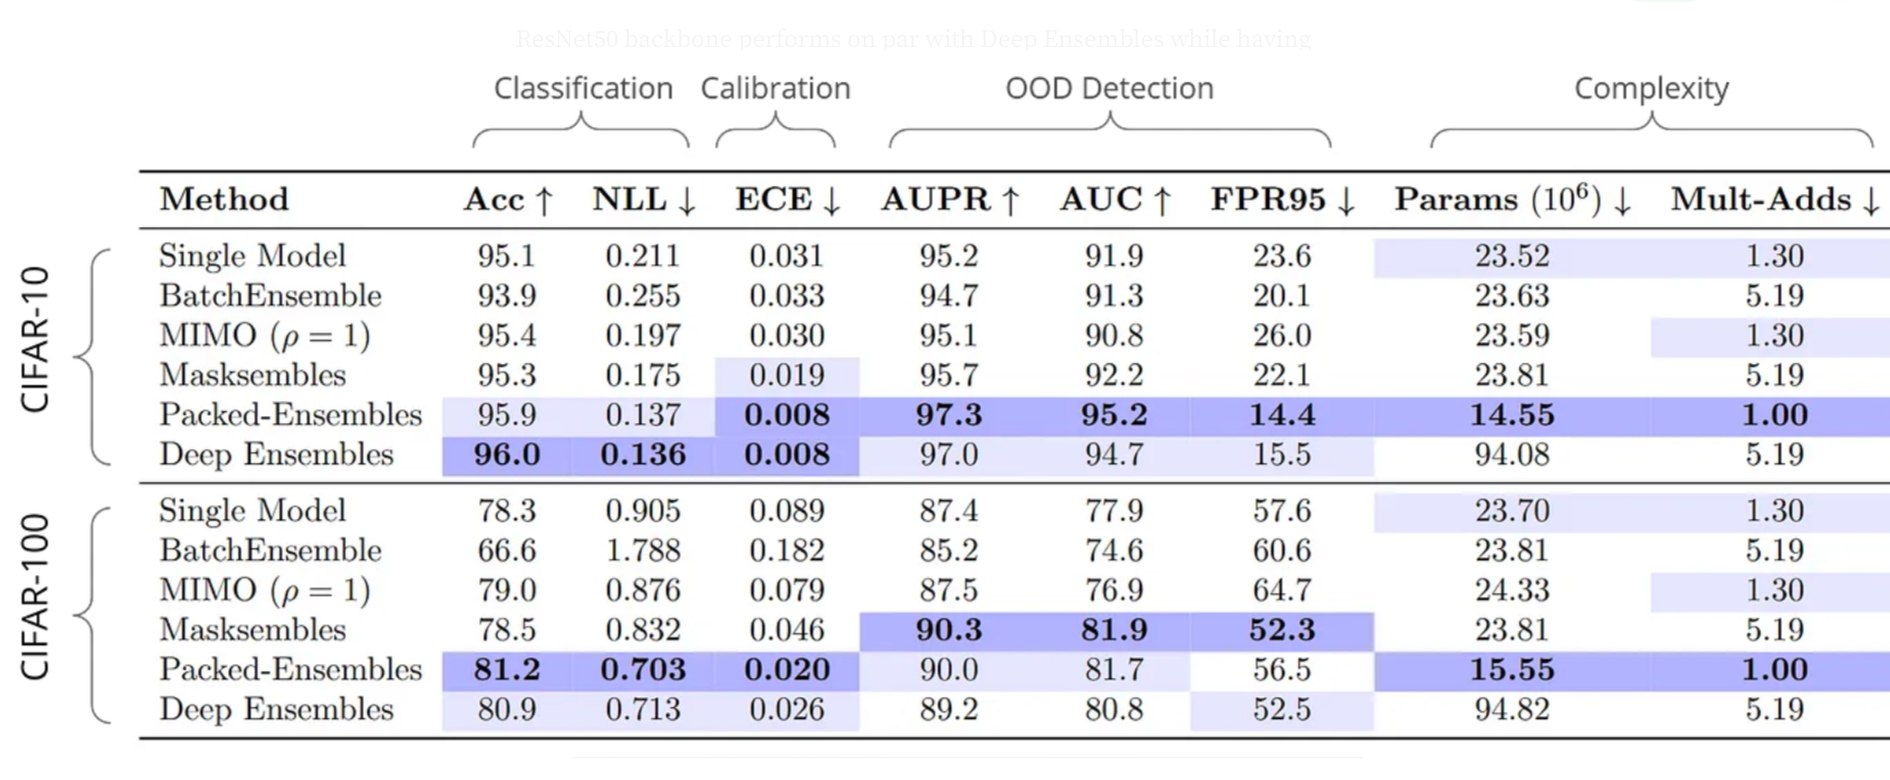 ResNet50 backbone performs on par with Deep Ensembles while having
Classification Calibration OOD Detection Complexity
Method Acc ↑ NLL ↓ ECE ↓ AUPR ↑ AUC ↑ FPR95 ↓ Params (10⁶) ↓ Mult-Adds ↓
CIFAR-10
Single Model 95.1 0.211 0.031 95.2 91.9 23.6 23.52 1.30
BatchEnsemble 93.9 0.255 0.033 94.7 91.3 20.1 23.63 5.19
MIMO (ρ = 1) 95.4 0.197 0.030 95.1 90.8 26.0 23.59 1.30
Masksembles 95.3 0.175 0.019 95.7 92.2 22.1 23.81 5.19
Packed-Ensembles 95.9 0.137 0.008 97.3 95.2 14.4 14.55 1.00
Deep Ensembles 96.0 0.136 0.008 97.0 94.7 15.5 94.08 5.19
CIFAR-100
Single Model 78.3 0.905 0.089 87.4 77.9 57.6 23.70 1.30
BatchEnsemble 66.6 1.788 0.182 85.2 74.6 60.6 23.81 5.19
MIMO (ρ = 1) 79.0 0.876 0.079 87.5 76.9 64.7 24.33 1.30
Masksembles 78.5 0.832 0.046 90.3 81.9 52.3 23.81 5.19
Packed-Ensembles 81.2 0.703 0.020 90.0 81.7 56.5 15.55 1.00
Deep Ensembles 80.9 0.713 0.026 89.2 80.8 52.5 94.82 5.19